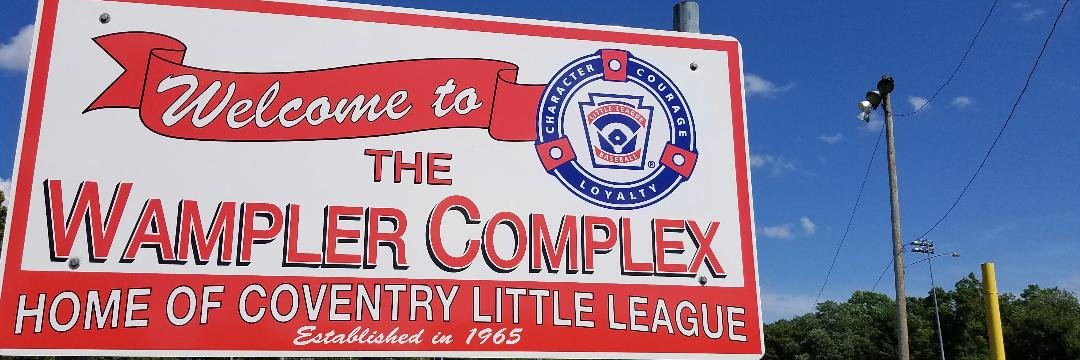 Welcome to
THE
WAMPLER COMPLEX
HOME OF COVENTRY LITTLE LEAGUE
Established in 1965
CHARACTER
COURAGE
LOYALTY
LITTLE LEAGUE
BASEBALL
®